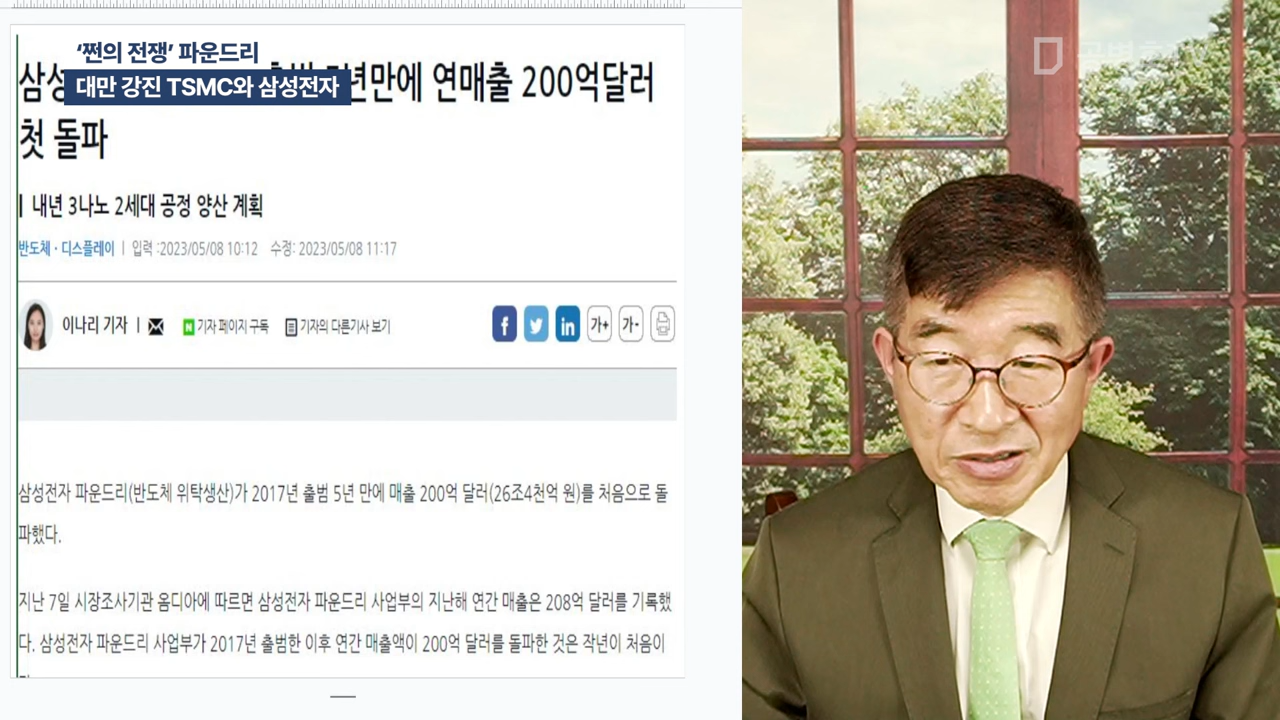 ‘쩐의 전쟁’ 파운드리
대만 강진 TSMC와 삼성전자
년만에 연매출 200억달러
첫 돌파
내년 3나노 2세대 공정 양산 계획
반도체ㆍ디스플레이 | 입력 :2023/05/08 10:12 수정: 2023/05/08 11:17
이나리 기자 | N 기자 페이지 구독 기자의 다른기사 보기
f in 가+ 가-
삼성전자 파운드리(반도체 위탁생산)가 2017년 출범 5년 만에 매출 200억 달러(26조4천억 원)를 처음으로 돌
파했다.
지난 7일 시장조사기관 옴디아에 따르면 삼성전자 파운드리 사업부의 지난해 연간 매출은 208억 달러를 기록했
다. 삼성전자 파운드리 사업부가 2017년 출범한 이후 연간 매출액이 200억 달러를 돌파한 것은 작년이 처음이